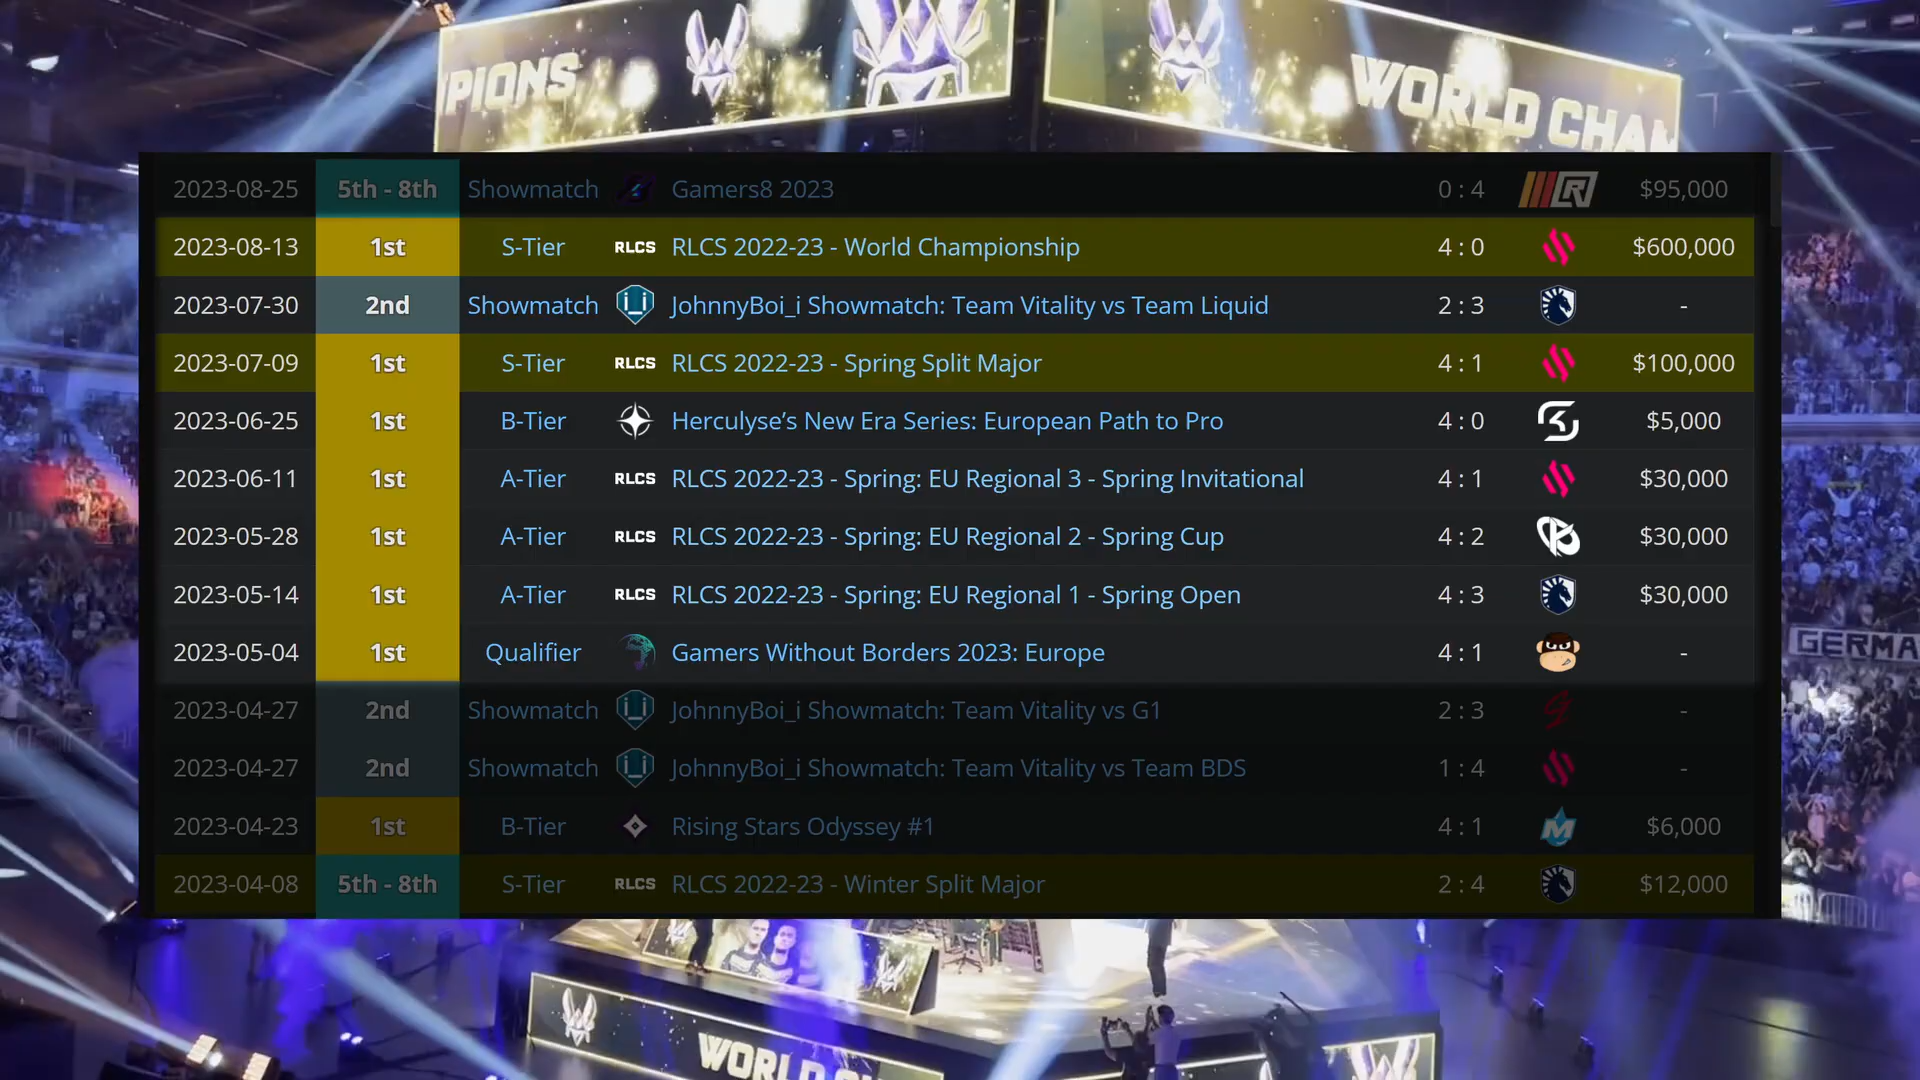 PIONS
WORLD CHAM
2023-08-25 5th - 8th Showmatch Gamers8 2023 0 : 4 R $95,000
2023-08-13 1st S-Tier RLCS RLCS 2022-23 - World Championship 4 : 0 $600,000
2023-07-30 2nd Showmatch JohnnyBoi_i Showmatch: Team Vitality vs Team Liquid 2 : 3 -
2023-07-09 1st S-Tier RLCS RLCS 2022-23 - Spring Split Major 4 : 1 $100,000
2023-06-25 1st B-Tier Herculyse’s New Era Series: European Path to Pro 4 : 0 $5,000
2023-06-11 1st A-Tier RLCS RLCS 2022-23 - Spring: EU Regional 3 - Spring Invitational 4 : 1 $30,000
2023-05-28 1st A-Tier RLCS RLCS 2022-23 - Spring: EU Regional 2 - Spring Cup 4 : 2 $30,000
2023-05-14 1st A-Tier RLCS RLCS 2022-23 - Spring: EU Regional 1 - Spring Open 4 : 3 $30,000
2023-05-04 1st Qualifier Gamers Without Borders 2023: Europe 4 : 1 -
2023-04-27 2nd Showmatch JohnnyBoi_i Showmatch: Team Vitality vs G1 2 : 3 -
2023-04-27 2nd Showmatch JohnnyBoi_i Showmatch: Team Vitality vs Team BDS 1 : 4 -
2023-04-23 1st B-Tier Rising Stars Odyssey #1 4 : 1 M $6,000
2023-04-08 5th - 8th S-Tier RLCS RLCS 2022-23 - Winter Split Major 2 : 4 $12,000
GERMA
WORLD CH